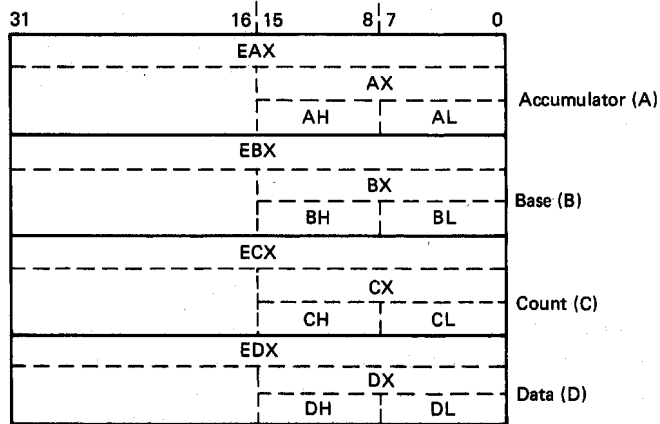 31 16 15 8 7 0
EAX
AX
AH AL Accumulator (A)
EBX
BX
BH BL Base (B)
ECX
CX
CH CL Count (C)
EDX
DX
DH DL Data (D)